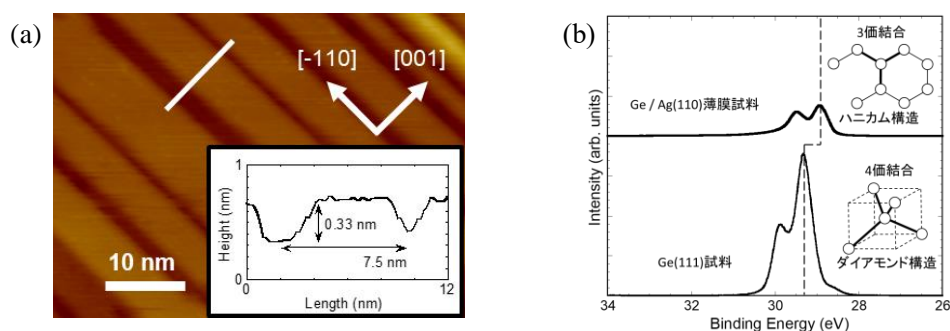 (a)
[-110]
[001]
10 nm
1
Height (nm)
0
0.33 nm
7.5 nm
0
12
Length (nm)
(b)
Intensity (arb. units)
3価結合
Ge / Ag(110)薄膜試料
ハニカム構造
4価結合
Ge(111)試料
ダイアモンド構造
34 32 30 28 26
Binding Energy (eV)